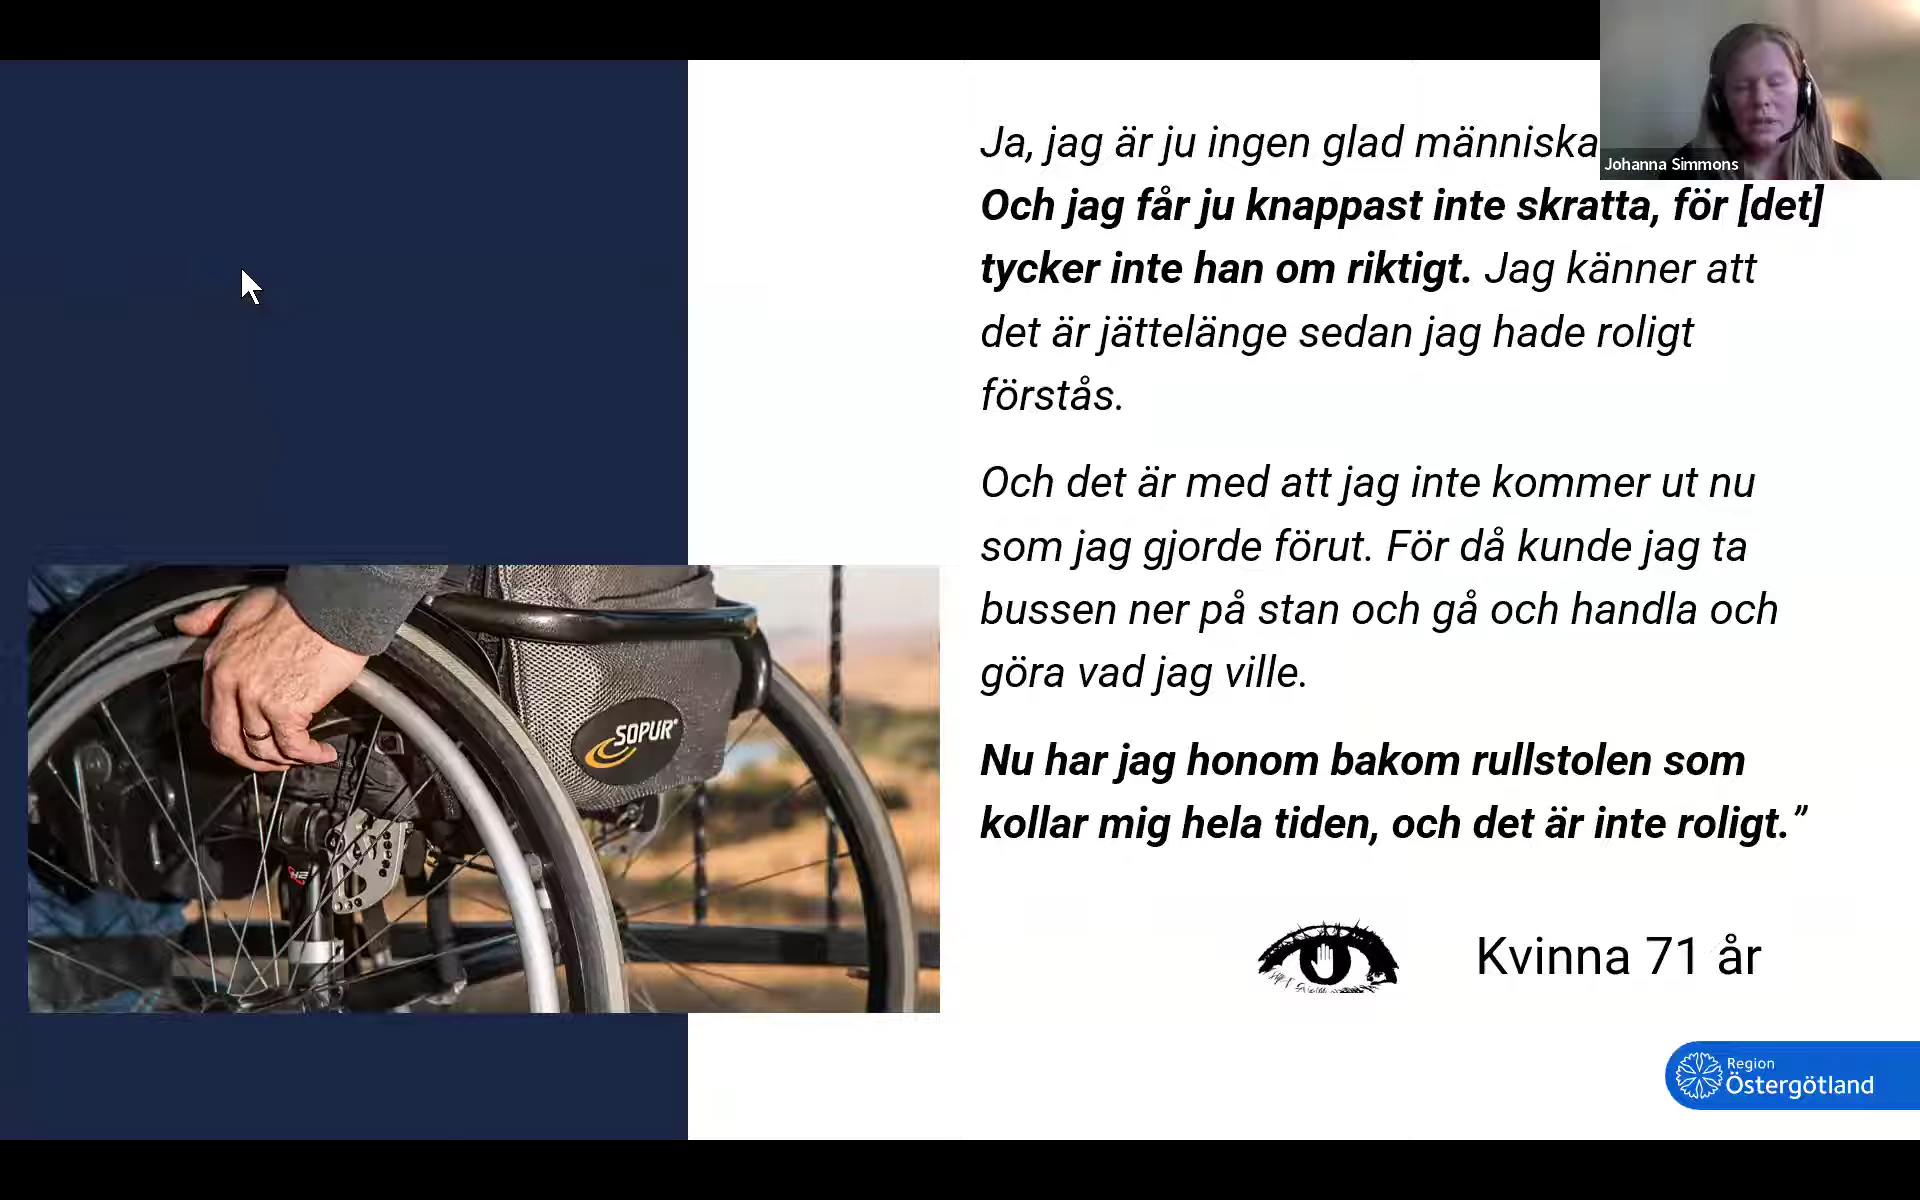 Ja, jag är ju ingen glad människa
Johanna Simmons
Och jag får ju knappast inte skratta, för [det]
tycker inte han om riktigt. Jag känner att
det är jättelänge sedan jag hade roligt
förstås.
Och det är med att jag inte kommer ut nu
som jag gjorde förut. För då kunde jag ta
bussen ner på stan och gå och handla och
göra vad jag ville.
Nu har jag honom bakom rullstolen som
kollar mig hela tiden, och det är inte roligt.”
SOPUR
Kvinna 71 år
Region
Östergötland